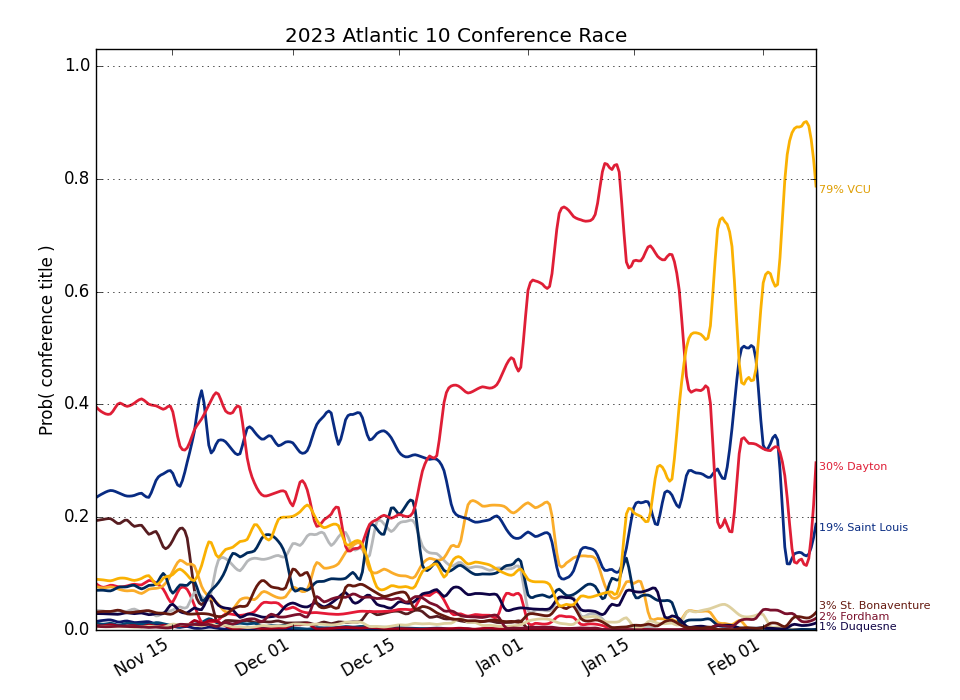 2023 Atlantic 10 Conference Race
Prob( conference title )
1.0
0.8
0.6
0.4
0.2
0.0
Nov 15
Dec 01
Dec 15
Jan 01
Jan 15
Feb 01
79% VCU
30% Dayton
19% Saint Louis
3% St. Bonaventure
2% Fordham
1% Duquesne